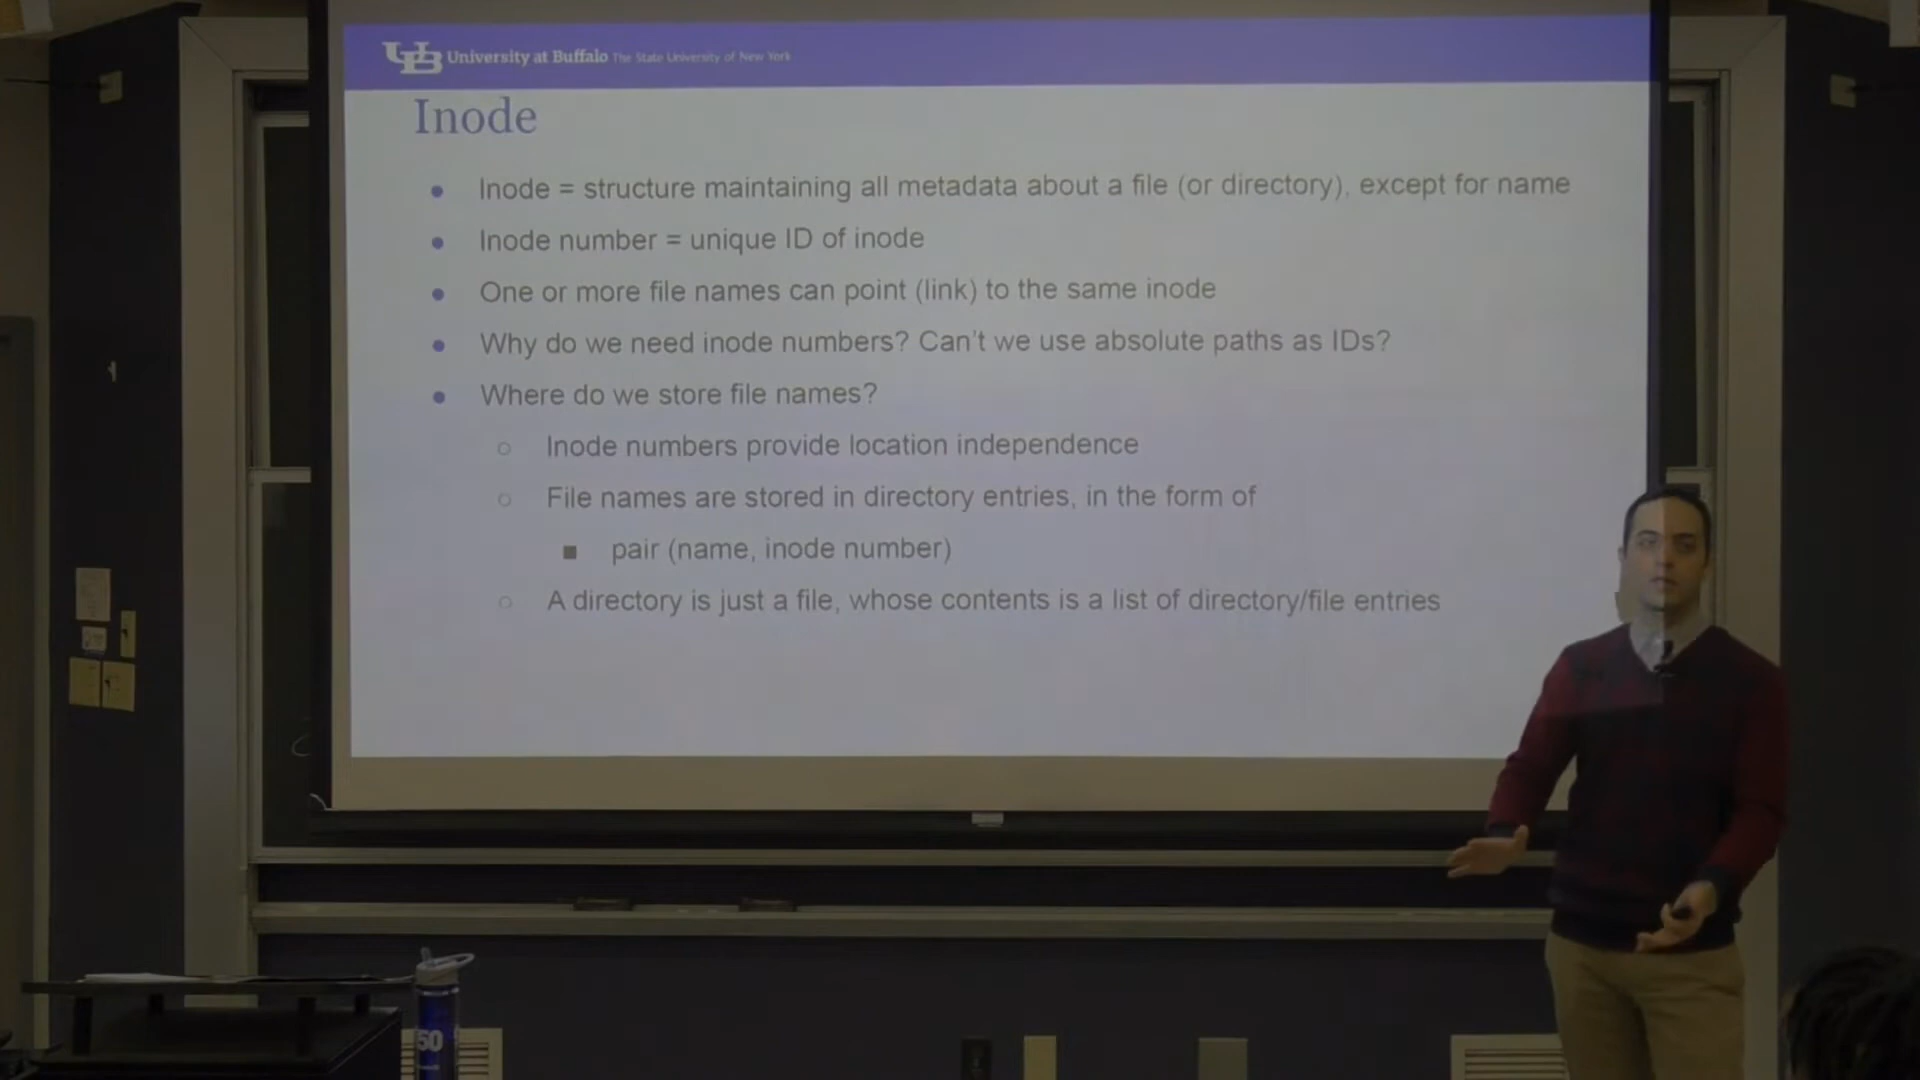 University at Buffalo The State University of New York
Inode
● Inode = structure maintaining all metadata about a file (or directory), except for name
● Inode number = unique ID of inode
● One or more file names can point (link) to the same inode
● Why do we need inode numbers? Can't we use absolute paths as IDs?
● Where do we store file names?
○ Inode numbers provide location independence
○ File names are stored in directory entries, in the form of
■ pair (name, inode number)
○ A directory is just a file, whose contents is a list of directory/file entries
50